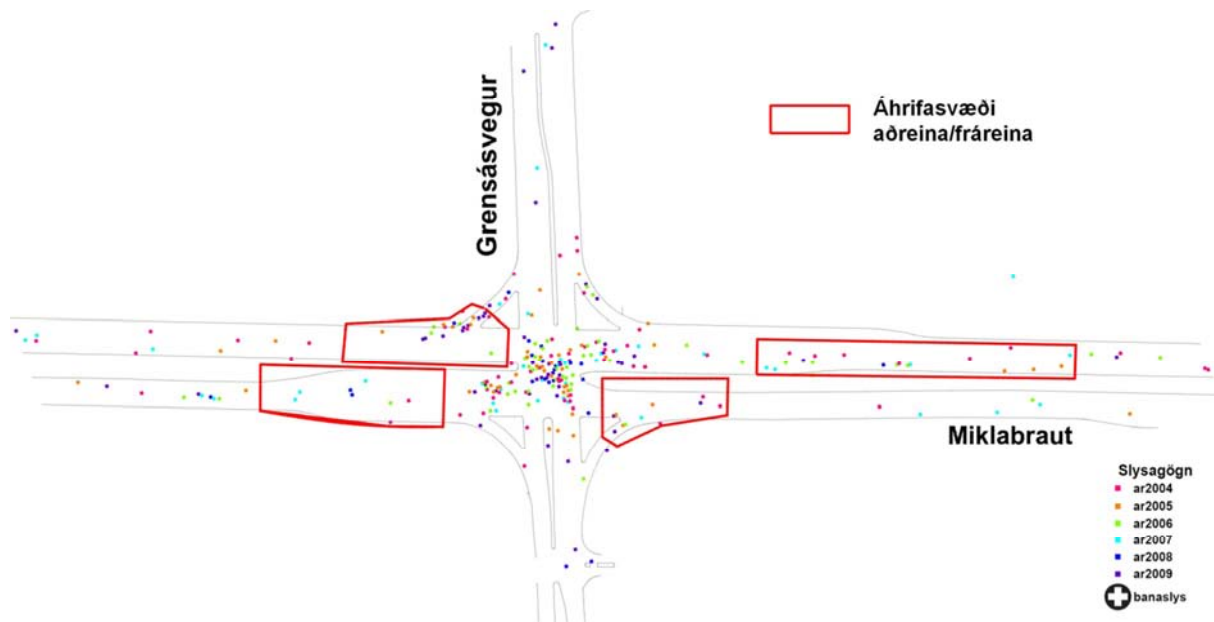 Grensásvegur
Áhrifasvæði
aðreina/fráreina
Miklabraut
Slysagögn
ar2004
ar2005
ar2006
ar2007
ar2008
ar2009
banaslys